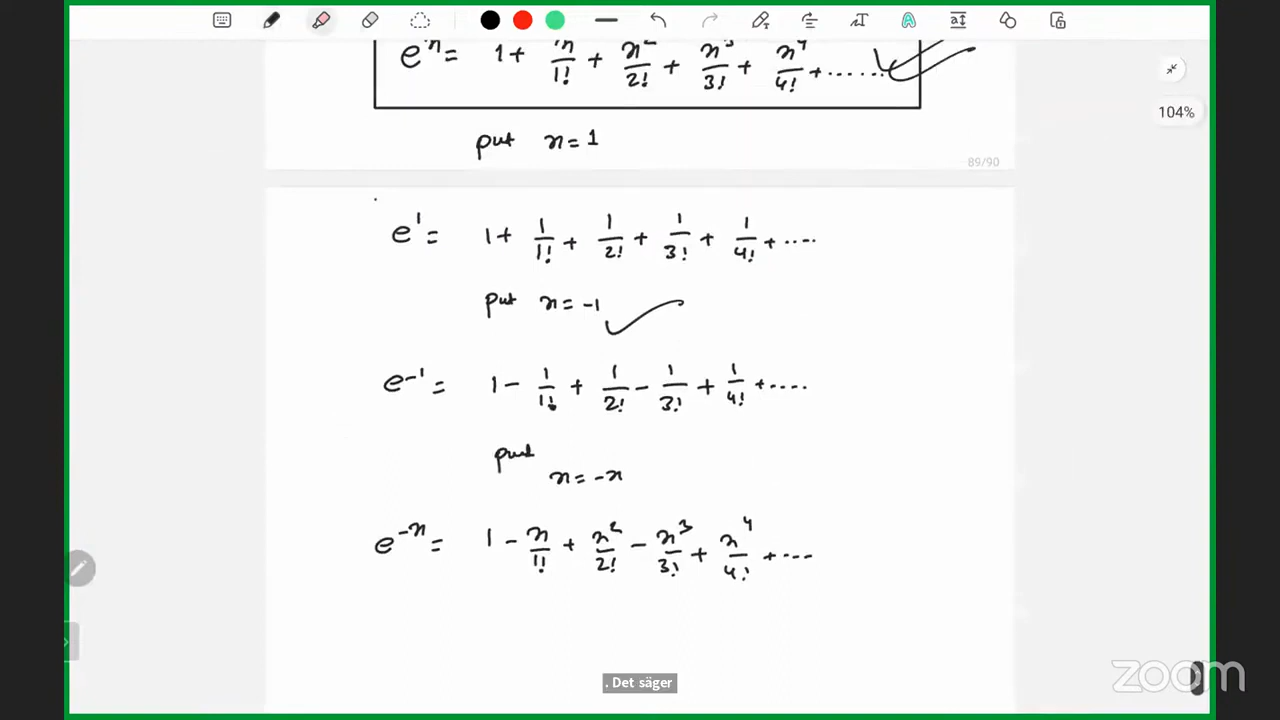 104%
eˣ = 1 + x/1! + x²/2! + x³/3! + x⁴/4! + ......
put x = 1
89/90
e¹ = 1 + 1/1! + 1/2! + 1/3! + 1/4! + ....
put x = -1
e⁻¹ = 1 - 1/1! + 1/2! - 1/3! + 1/4! + ....
put
x = -x
e⁻ˣ = 1 - x/1! + x²/2! - x³/3! + x⁴/4! + ....
. Det säger
zoom